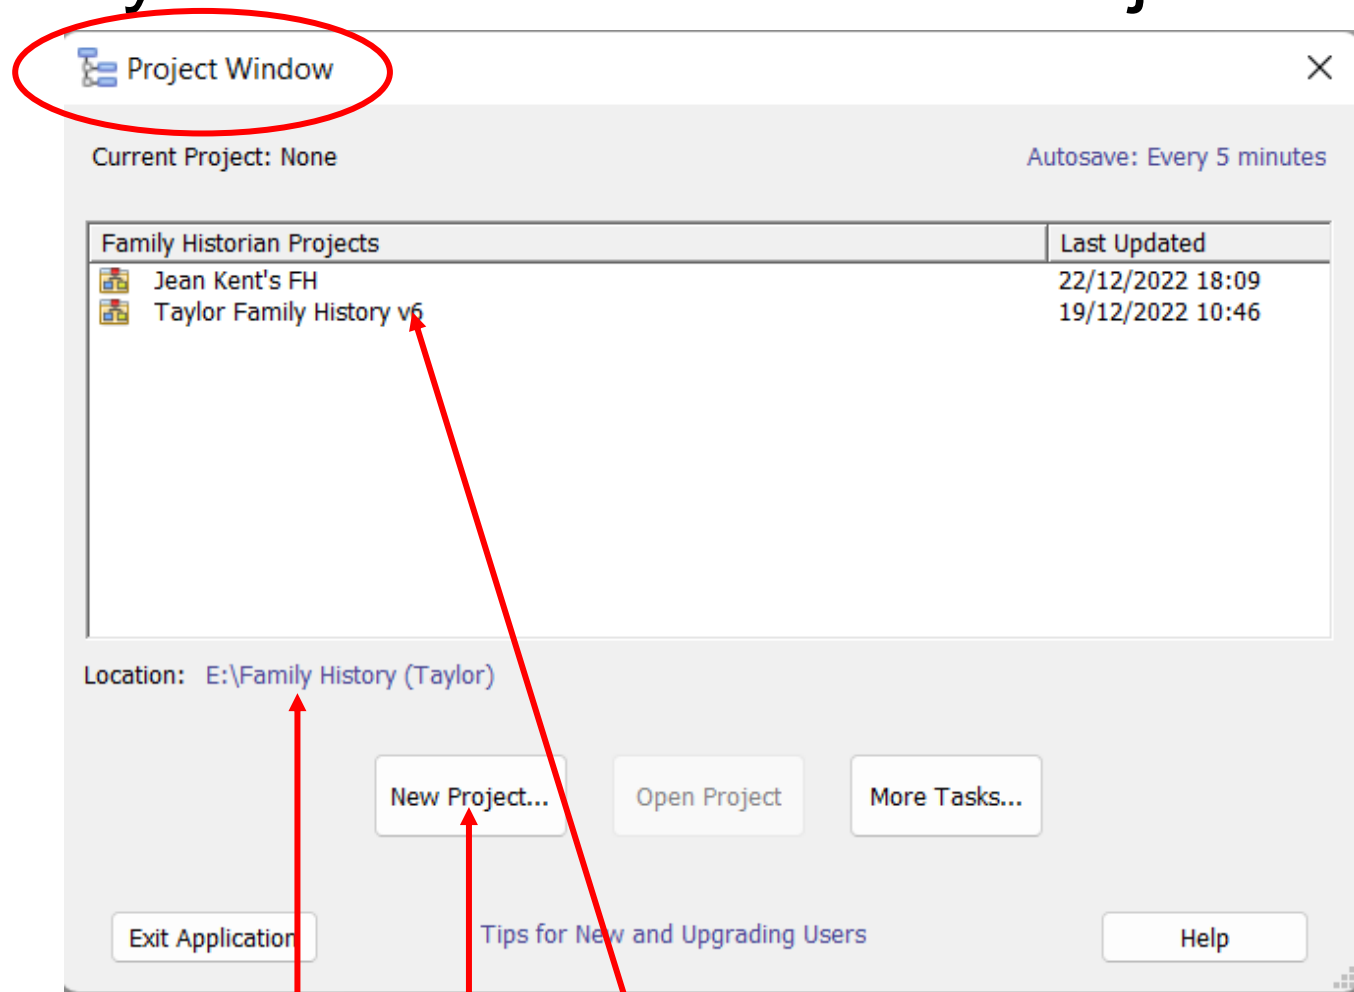 Project Window
Current Project: None
Autosave: Every 5 minutes
Family Historian Projects
Last Updated
Jean Kent's FH
22/12/2022 18:09
Taylor Family History v6
19/12/2022 10:46
Location: E:\Family History (Taylor)
New Project...
Open Project
More Tasks...
Exit Application
Tips for New and Upgrading Users
Help